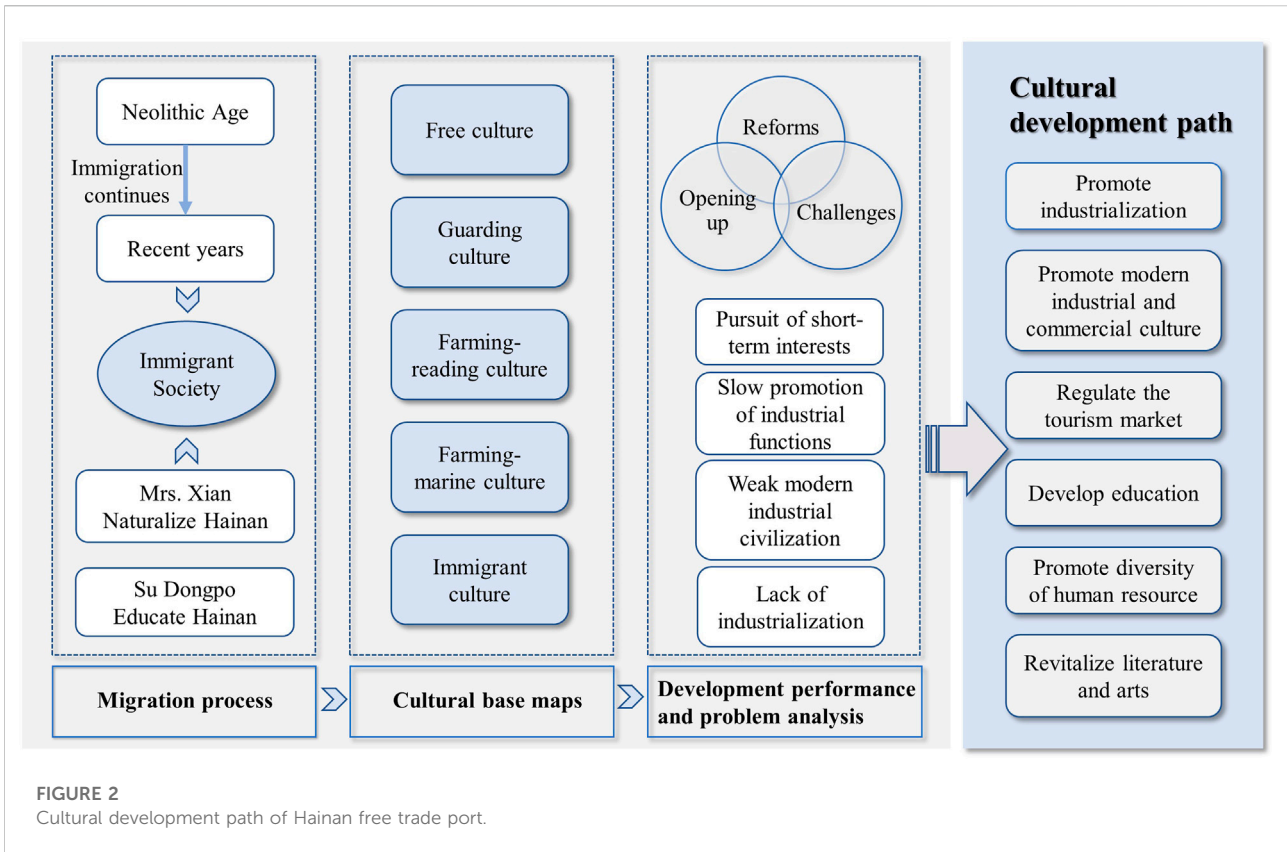 Neolithic Age
Immigration
continues
Recent years
Immigrant
Society
Mrs. Xian
Naturalize Hainan
Su Dongpo
Educate Hainan
Migration process
Free culture
Guarding
culture
Farming-
reading culture
Farming-
marine culture
Immigrant
culture
Cultural base maps
Reforms
Opening
up
Challenges
Pursuit of short-
term interests
Slow promotion
of industrial
functions
Weak modern
industrial
civilization
Lack of
industrialization
Development performance
and problem analysis
Cultural
development path
Promote
industrialization
Promote modern
industrial and
commercial culture
Regulate the
tourism market
Develop education
Promote diversity
of human resource
Revitalize literature
and arts
FIGURE 2
Cultural development path of Hainan free trade port.